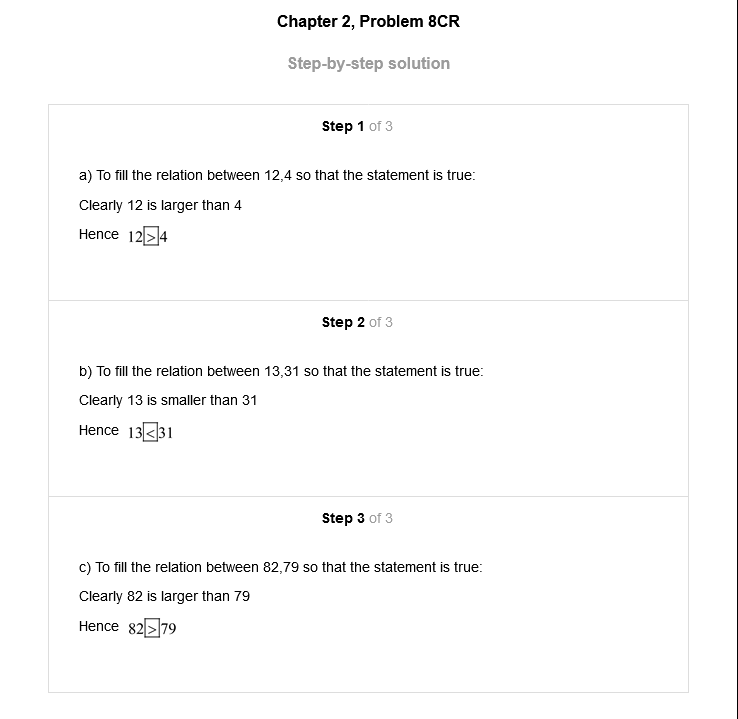 Chapter 2, Problem 8CR
Step-by-step solution
Step 1 of 3
a) To fill the relation between 12,4 so that the statement is true:
Clearly 12 is larger than 4
Hence 12>4
Step 2 of 3
b) To fill the relation between 13,31 so that the statement is true:
Clearly 13 is smaller than 31
Hence 13<31
Step 3 of 3
c) To fill the relation between 82,79 so that the statement is true:
Clearly 82 is larger than 79
Hence 82>79